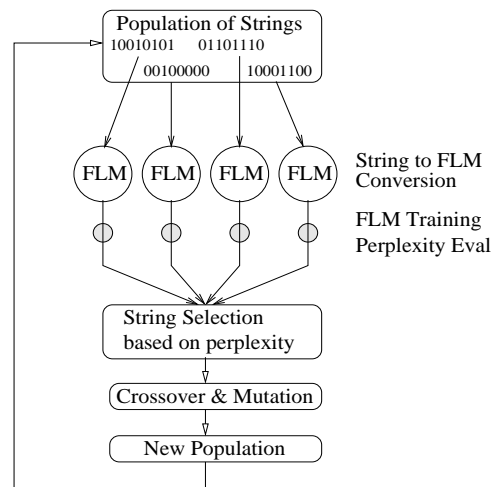 Population of Strings
10010101 01101110
00100000 10001100
FLM FLM FLM FLM
String to FLM
Conversion
FLM Training
Perplexity Eval
String Selection
based on perplexity
Crossover & Mutation
New Population